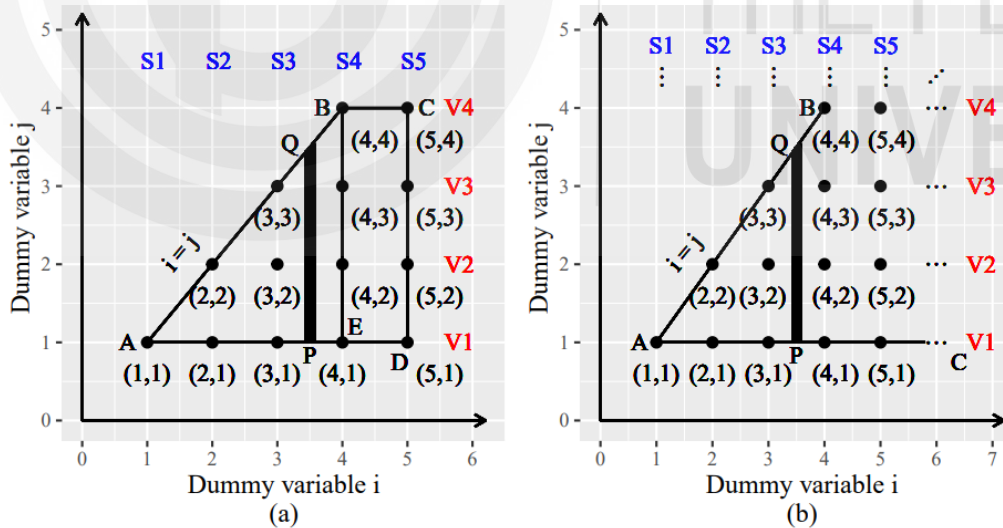 5 S1 S2 S3 S4 S5
4 B C V4
Q (4,4) (5,4)
3 V3
(3,3) (4,3) (5,3)
i = j
2 V2
(2,2) (3,2) (4,2) (5,2)
E
1 A P D V1
(1,1) (2,1) (3,1) (4,1) (5,1)
0
0 1 2 3 4 5 6
Dummy variable j
Dummy variable i
(a)
5 S1 S2 S3 S4 S5
⋮ ⋮ ⋮ ⋮ ⋮ ⋰
4 B ... V4
Q (4,4) (5,4)
3 ... V3
(3,3) (4,3) (5,3)
i = j
2 ... V2
(2,2) (3,2) (4,2) (5,2)
1 A P ... V1
C
(1,1) (2,1) (3,1) (4,1) (5,1)
0
0 1 2 3 4 5 6 7
Dummy variable j
Dummy variable i
(b)